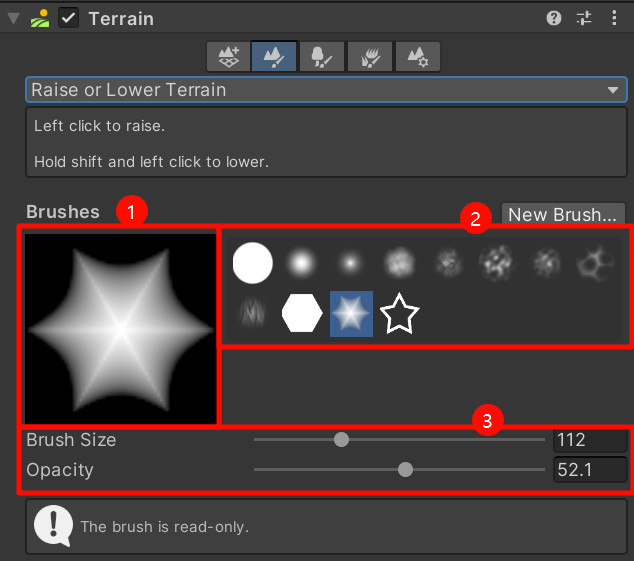 Terrain
Raise or Lower Terrain
Left click to raise.
Hold shift and left click to lower.
Brushes
1
2
New Brush...
3
Brush Size
112
Opacity
52.1
The brush is read-only.